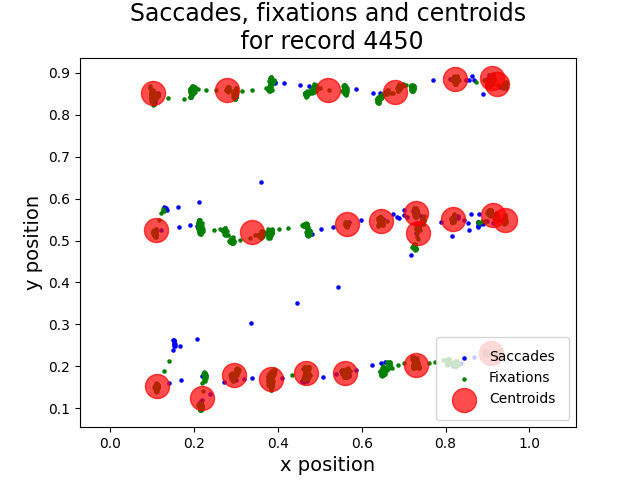 Saccades, fixations and centroids
for record 4450
y position
0.9
0.8
0.7
0.6
0.5
0.4
0.3
0.2
0.1
0.0
0.2
0.4
0.6
0.8
1.0
x position
Saccades
Fixations
Centroids